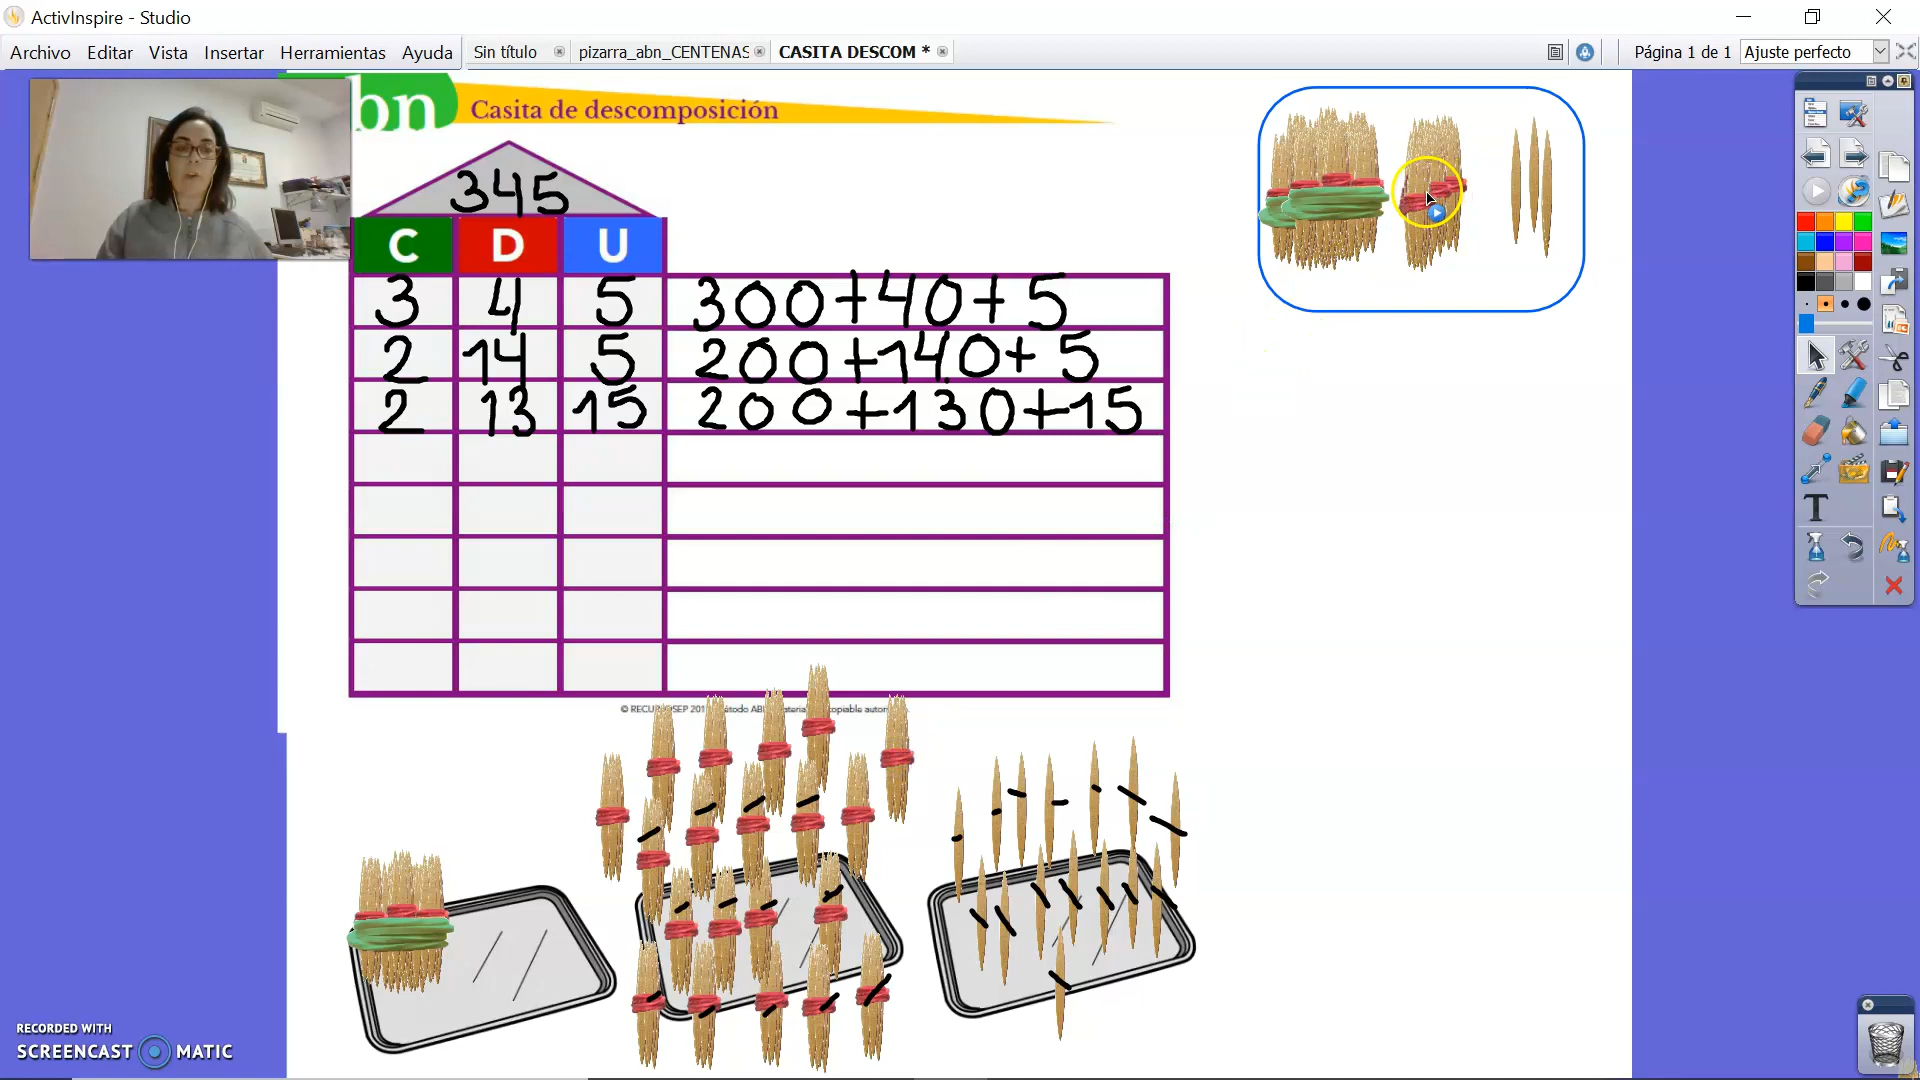 ActivInspire - Studio
Archivo Editar Vista Insertar Herramientas Ayuda
Sin título pizarra_abn_CENTENAS CASITA DESCOM *
Página 1 de 1 Ajuste perfecto
bn Casita de descomposición
345
C D U
3 4 5 300+40+5
2 14 5 200+140+5
2 13 15 200+130+15
T
RECORDED WITH
SCREENCAST MATIC